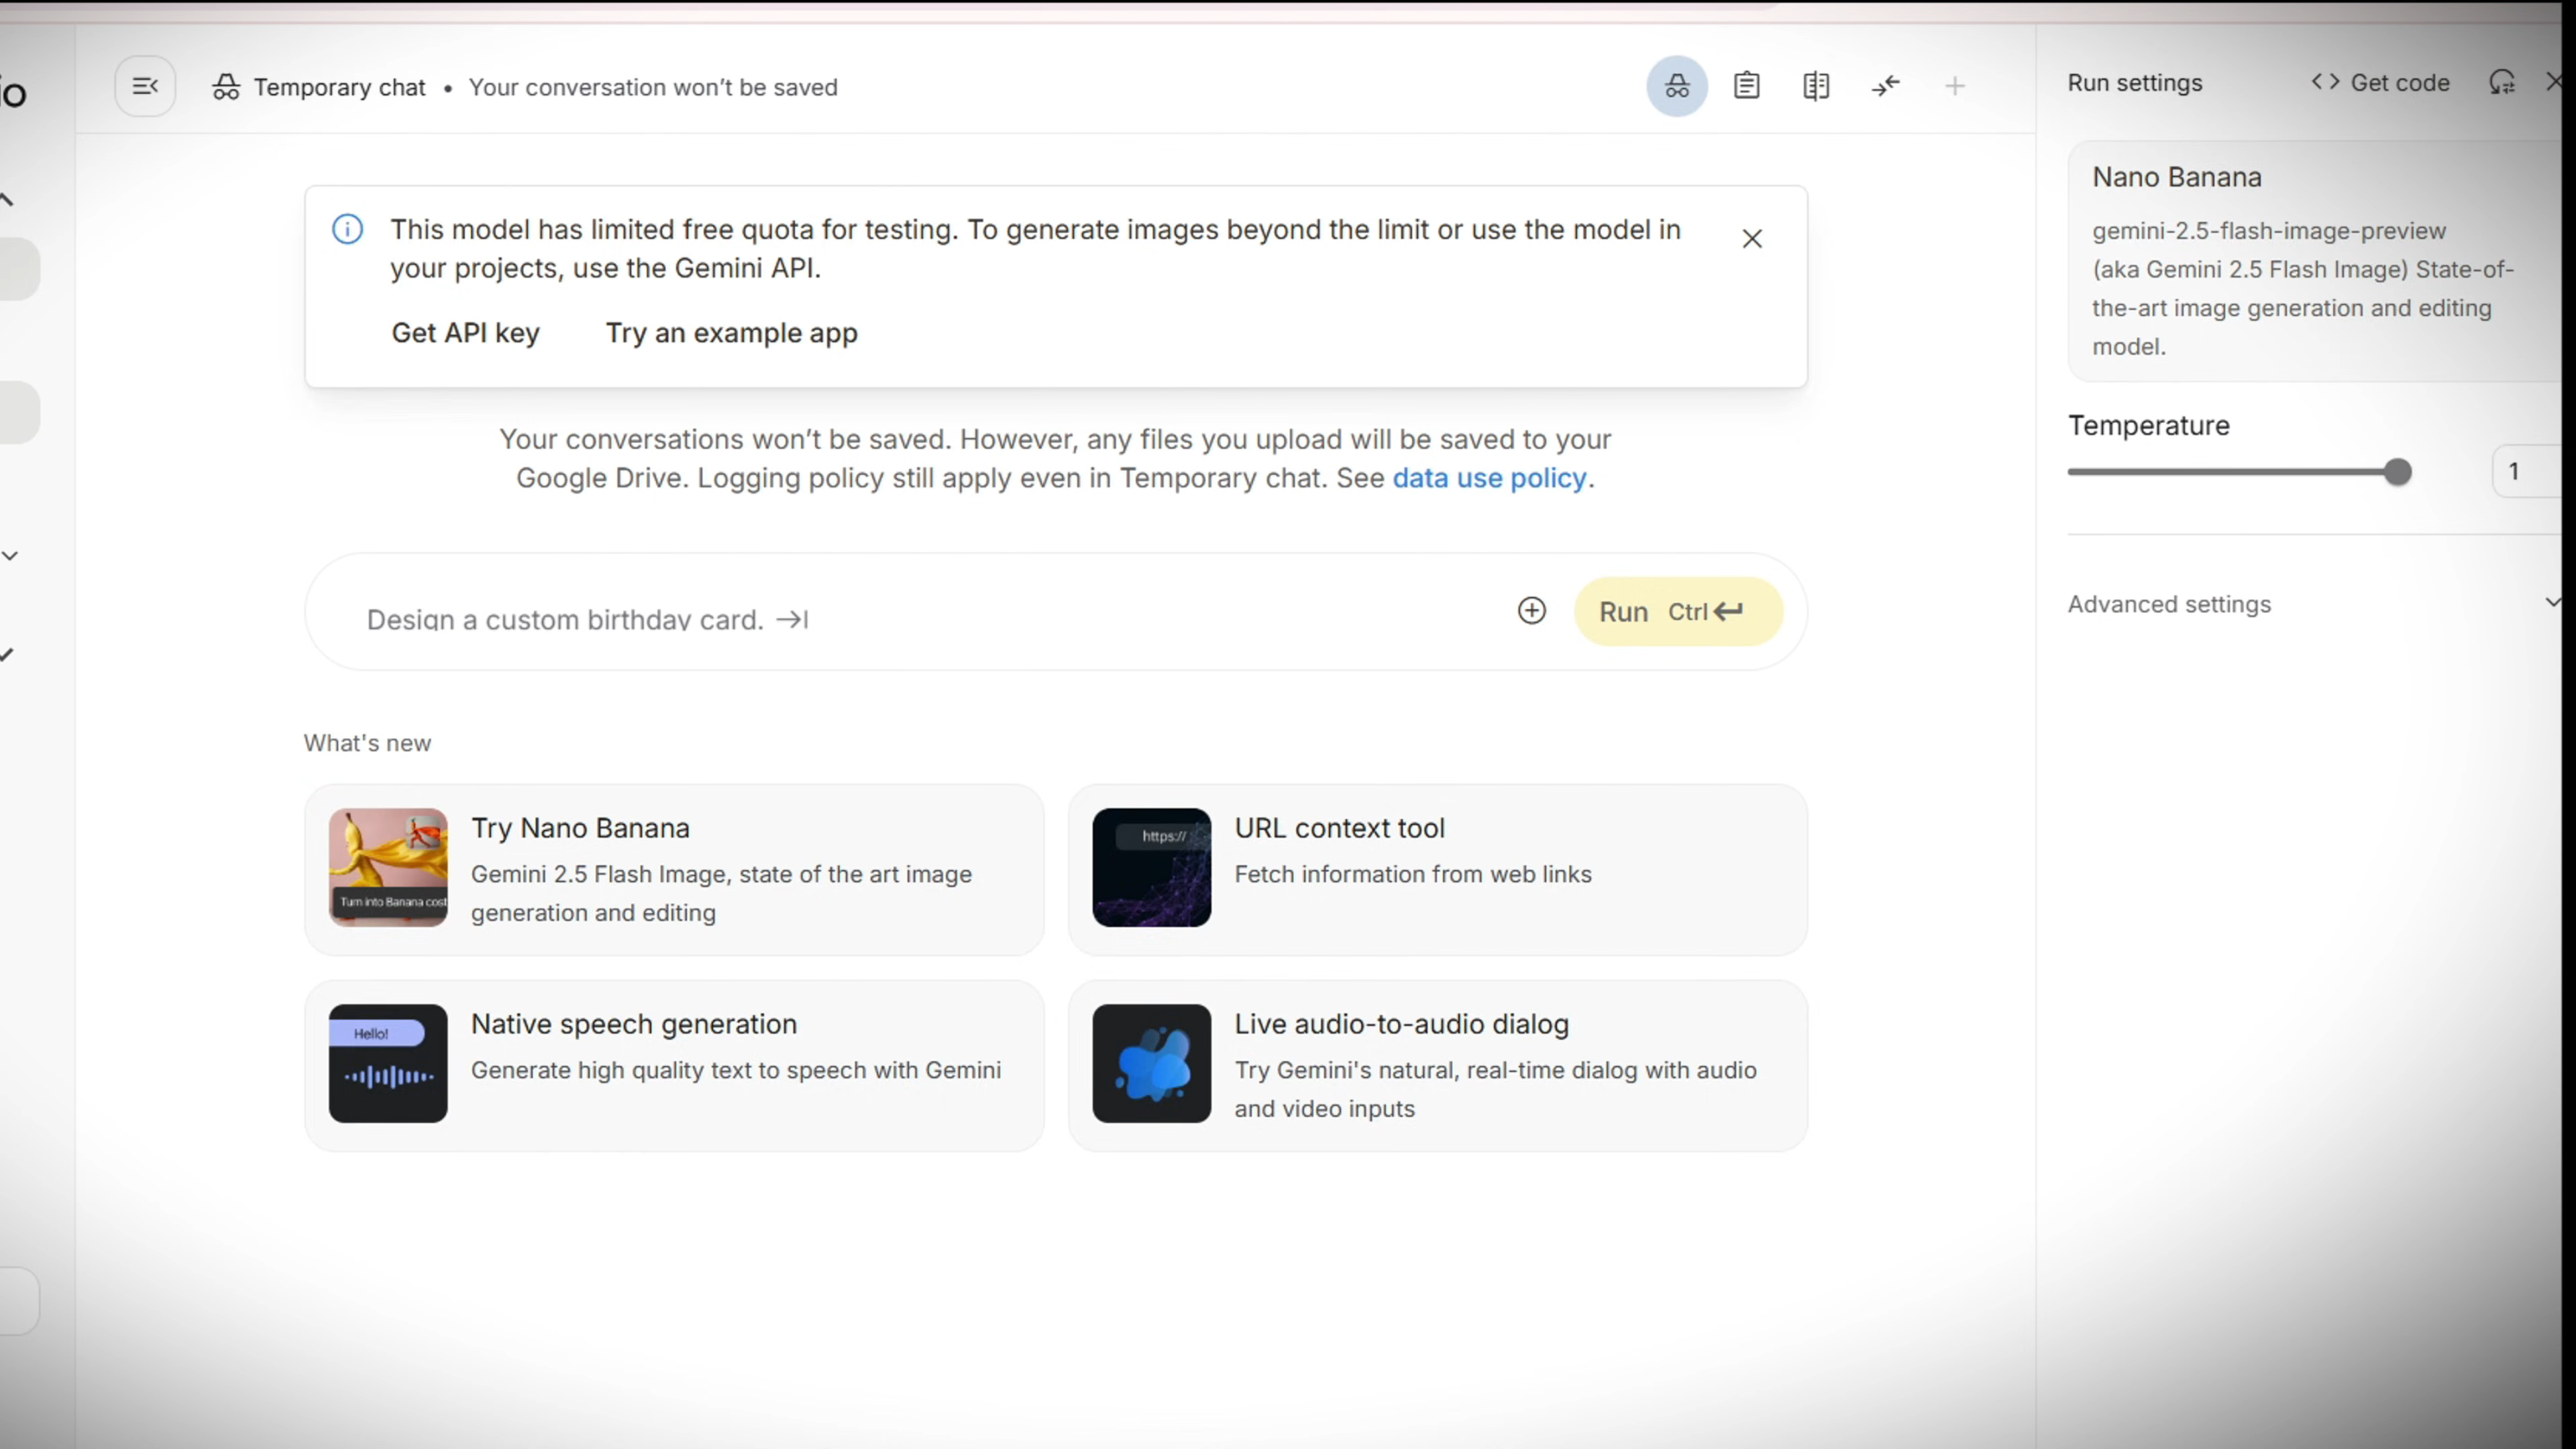 io
Temporary chat • Your conversation won’t be saved
Run settings
<> Get code
Nano Banana
gemini-2.5-flash-image-preview
(aka Gemini 2.5 Flash Image) State-of-
the-art image generation and editing
model.
This model has limited free quota for testing. To generate images beyond the limit or use the model in
your projects, use the Gemini API.
Get API key
Try an example app
Your conversations won’t be saved. However, any files you upload will be saved to your
Google Drive. Logging policy still apply even in Temporary chat. See data use policy.
Temperature
1
Advanced settings
Design a custom birthday card.
Run Ctrl
What's new
https://
Turn into Banana cost
Try Nano Banana
Gemini 2.5 Flash Image, state of the art image
generation and editing
URL context tool
Fetch information from web links
Hello!
Native speech generation
Generate high quality text to speech with Gemini
Live audio-to-audio dialog
Try Gemini's natural, real-time dialog with audio
and video inputs